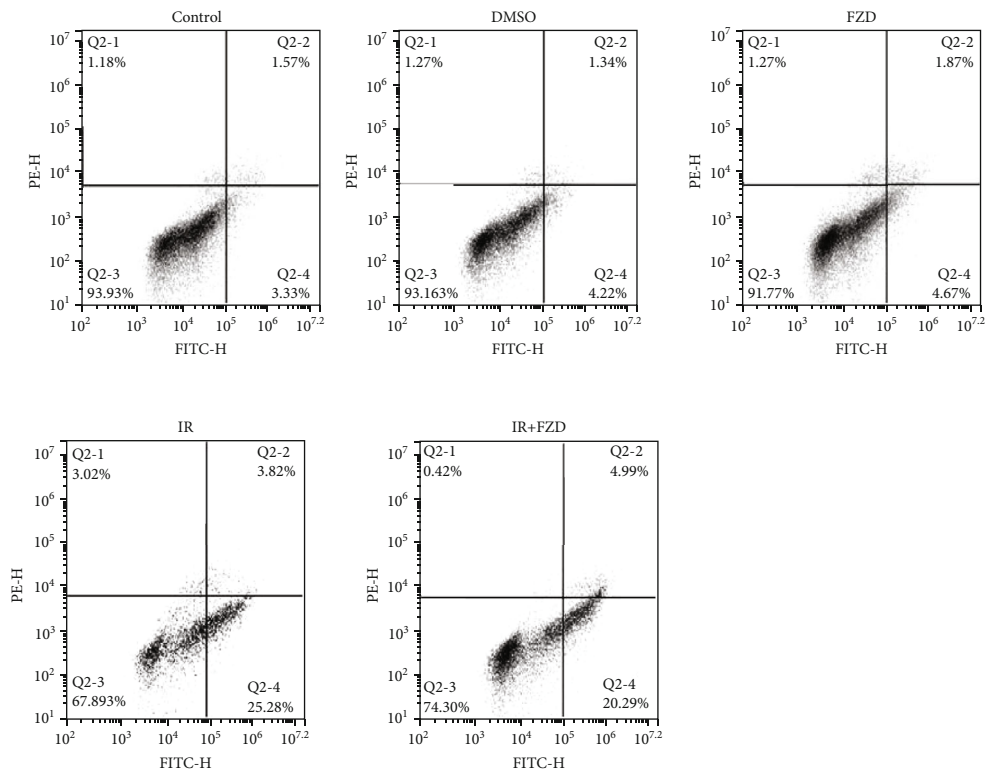 Control
Q2-1
Q2-2
1.18%
1.57%
Q2-3
Q2-4
93.93%
3.33%
10^7
10^6
10^5
10^4
10^3
10^2
10^1
PE-H
10^2
10^3
10^4
10^5
10^6
10^7.2
FITC-H
DMSO
Q2-1
Q2-2
1.27%
1.34%
Q2-3
Q2-4
93.163%
4.22%
10^7
10^6
10^5
10^4
10^3
10^2
10^1
PE-H
10^2
10^3
10^4
10^5
10^6
10^7.2
FITC-H
FZD
Q2-1
Q2-2
1.27%
1.87%
Q2-3
Q2-4
91.77%
4.67%
10^7
10^6
10^5
10^4
10^3
10^2
10^1
PE-H
10^2
10^3
10^4
10^5
10^6
10^7.2
FITC-H
IR
Q2-1
Q2-2
3.02%
3.82%
Q2-3
Q2-4
67.893%
25.28%
10^7
10^6
10^5
10^4
10^3
10^2
10^1
PE-H
10^2
10^3
10^4
10^5
10^6
10^7.2
FITC-H
IR+FZD
Q2-1
Q2-2
0.42%
4.99%
Q2-3
Q2-4
74.30%
20.29%
10^7
10^6
10^5
10^4
10^3
10^2
10^1
PE-H
10^2
10^3
10^4
10^5
10^6
10^7.2
FITC-H